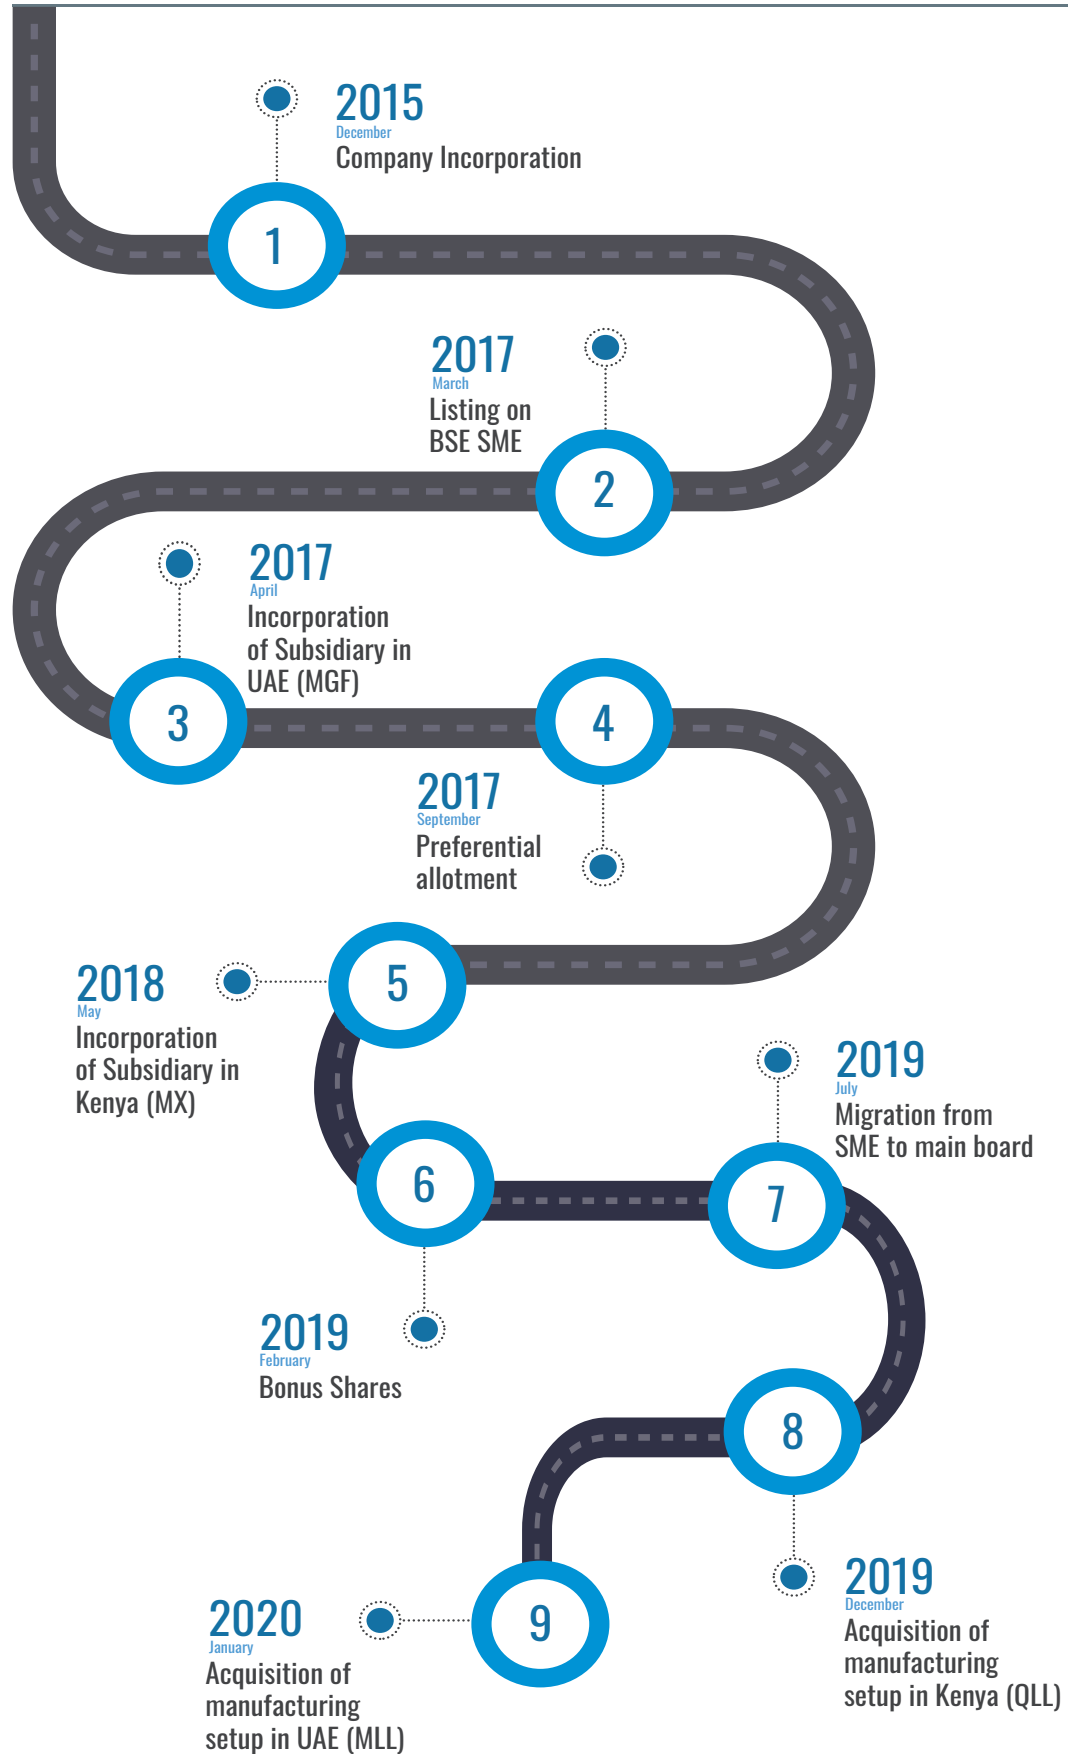 2015
December
Company Incorporation
1
2017
March
Listing on
BSE SME
2
2017
April
Incorporation
of Subsidiary in
UAE (MGF)
3
4
2017
September
Preferential
allotment
5
2018
May
Incorporation
of Subsidiary in
Kenya (MX)
2019
July
Migration from
SME to main board
6
7
2019
February
Bonus Shares
8
2019
December
Acquisition of
manufacturing
setup in Kenya (QLL)
9
2020
January
Acquisition of
manufacturing
setup in UAE (MLL)